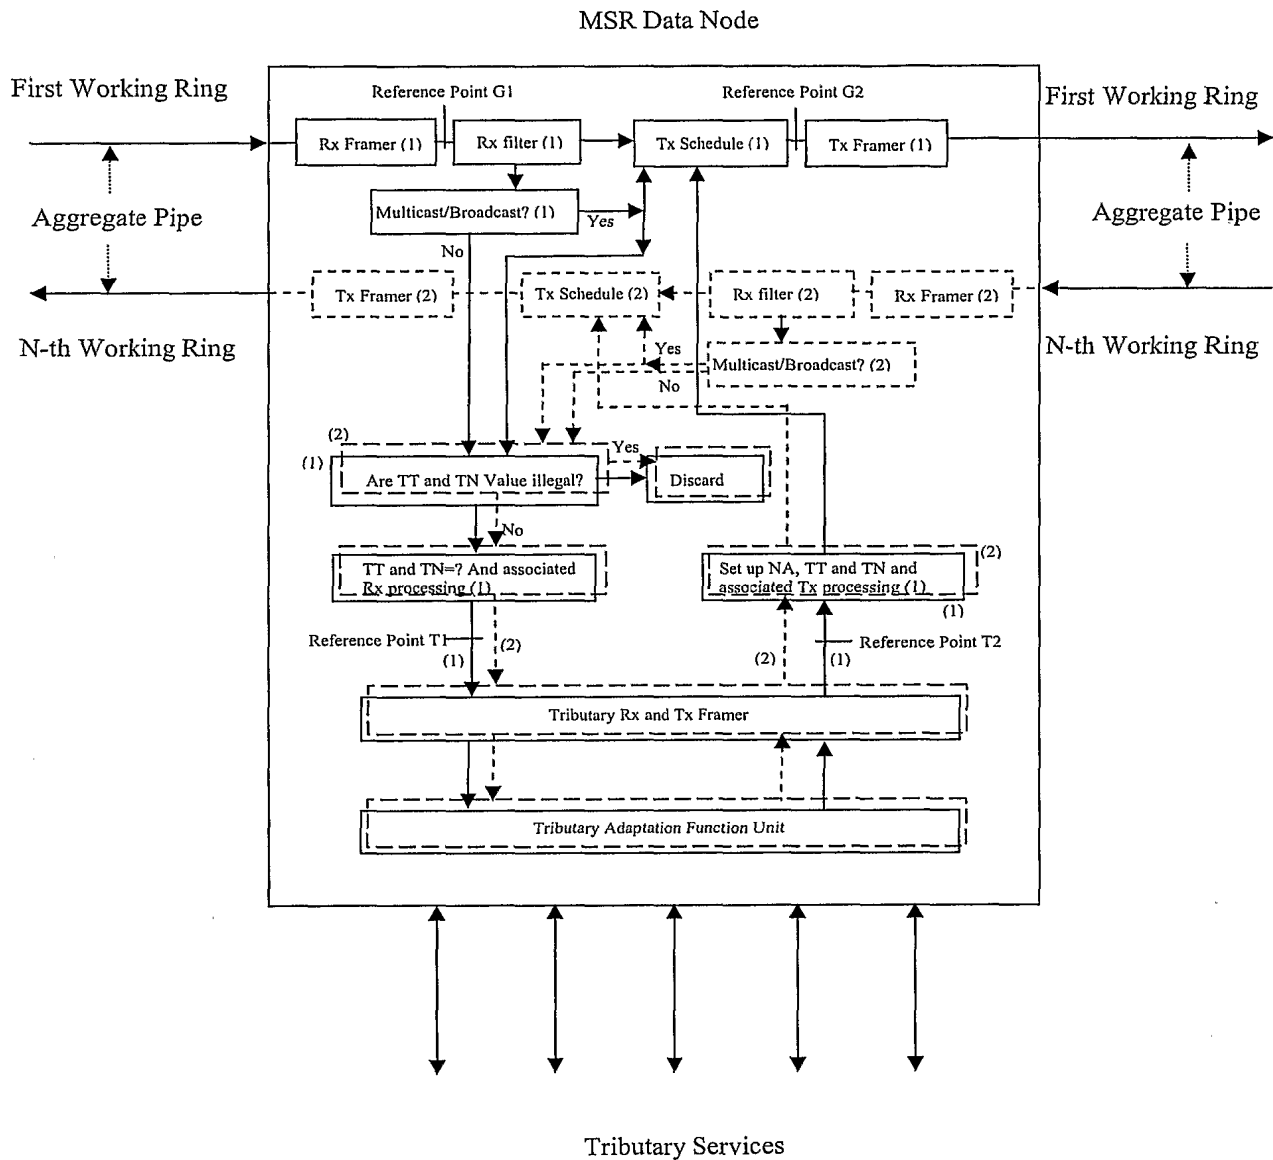 MSR Data Node
First Working Ring
Reference Point G1
Reference Point G2
First Working Ring
Rx Framer (1)
Rx filter (1)
Tx Schedule (1)
Tx Framer (1)
Multicast/Broadcast? (1)
Yes
Aggregate Pipe
Aggregate Pipe
No
Tx Framer (2)
Tx Schedule (2)
Rx filter (2)
Rx Framer (2)
N-th Working Ring
N-th Working Ring
Yes
Multicast/Broadcast? (2)
No
(2)
Yes
(1)
Are TT and TN Value illegal?
Discard
No
TT and TN=? And associated
Rx processing (1)
Set up NA, TT and TN and
associated Tx processing (1)
(2)
(1)
Reference Point T1
(2)
(1)
(2)
(1)
Reference Point T2
Tributary Rx and Tx Framer
Tributary Adaptation Function Unit
Tributary Services